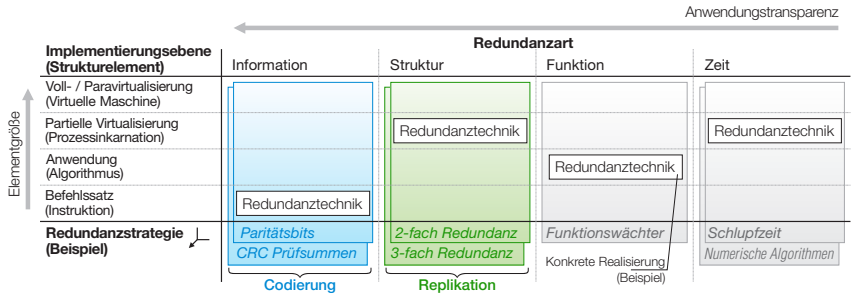 Anwendungstransparenz
Implementierungsebene
(Strukturelement)
Redundanzart
Information
Struktur
Funktion
Zeit
Elementgröße
Voll- / Paravirtualisierung
(Virtuelle Maschine)
Partielle Virtualisierung
(Prozessinkarnation)
Redundanztechnik
Redundanztechnik
Anwendung
(Algorithmus)
Redundanztechnik
Befehlssatz
(Instruktion)
Redundanztechnik
Redundanzstrategie
(Beispiel)
Paritätsbits
CRC Prüfsummen
2-fach Redundanz
3-fach Redundanz
Funktionswächter
Schlupfzeit
Numerische Algorithmen
Konkrete Realisierung
(Beispiel)
Codierung
Replikation